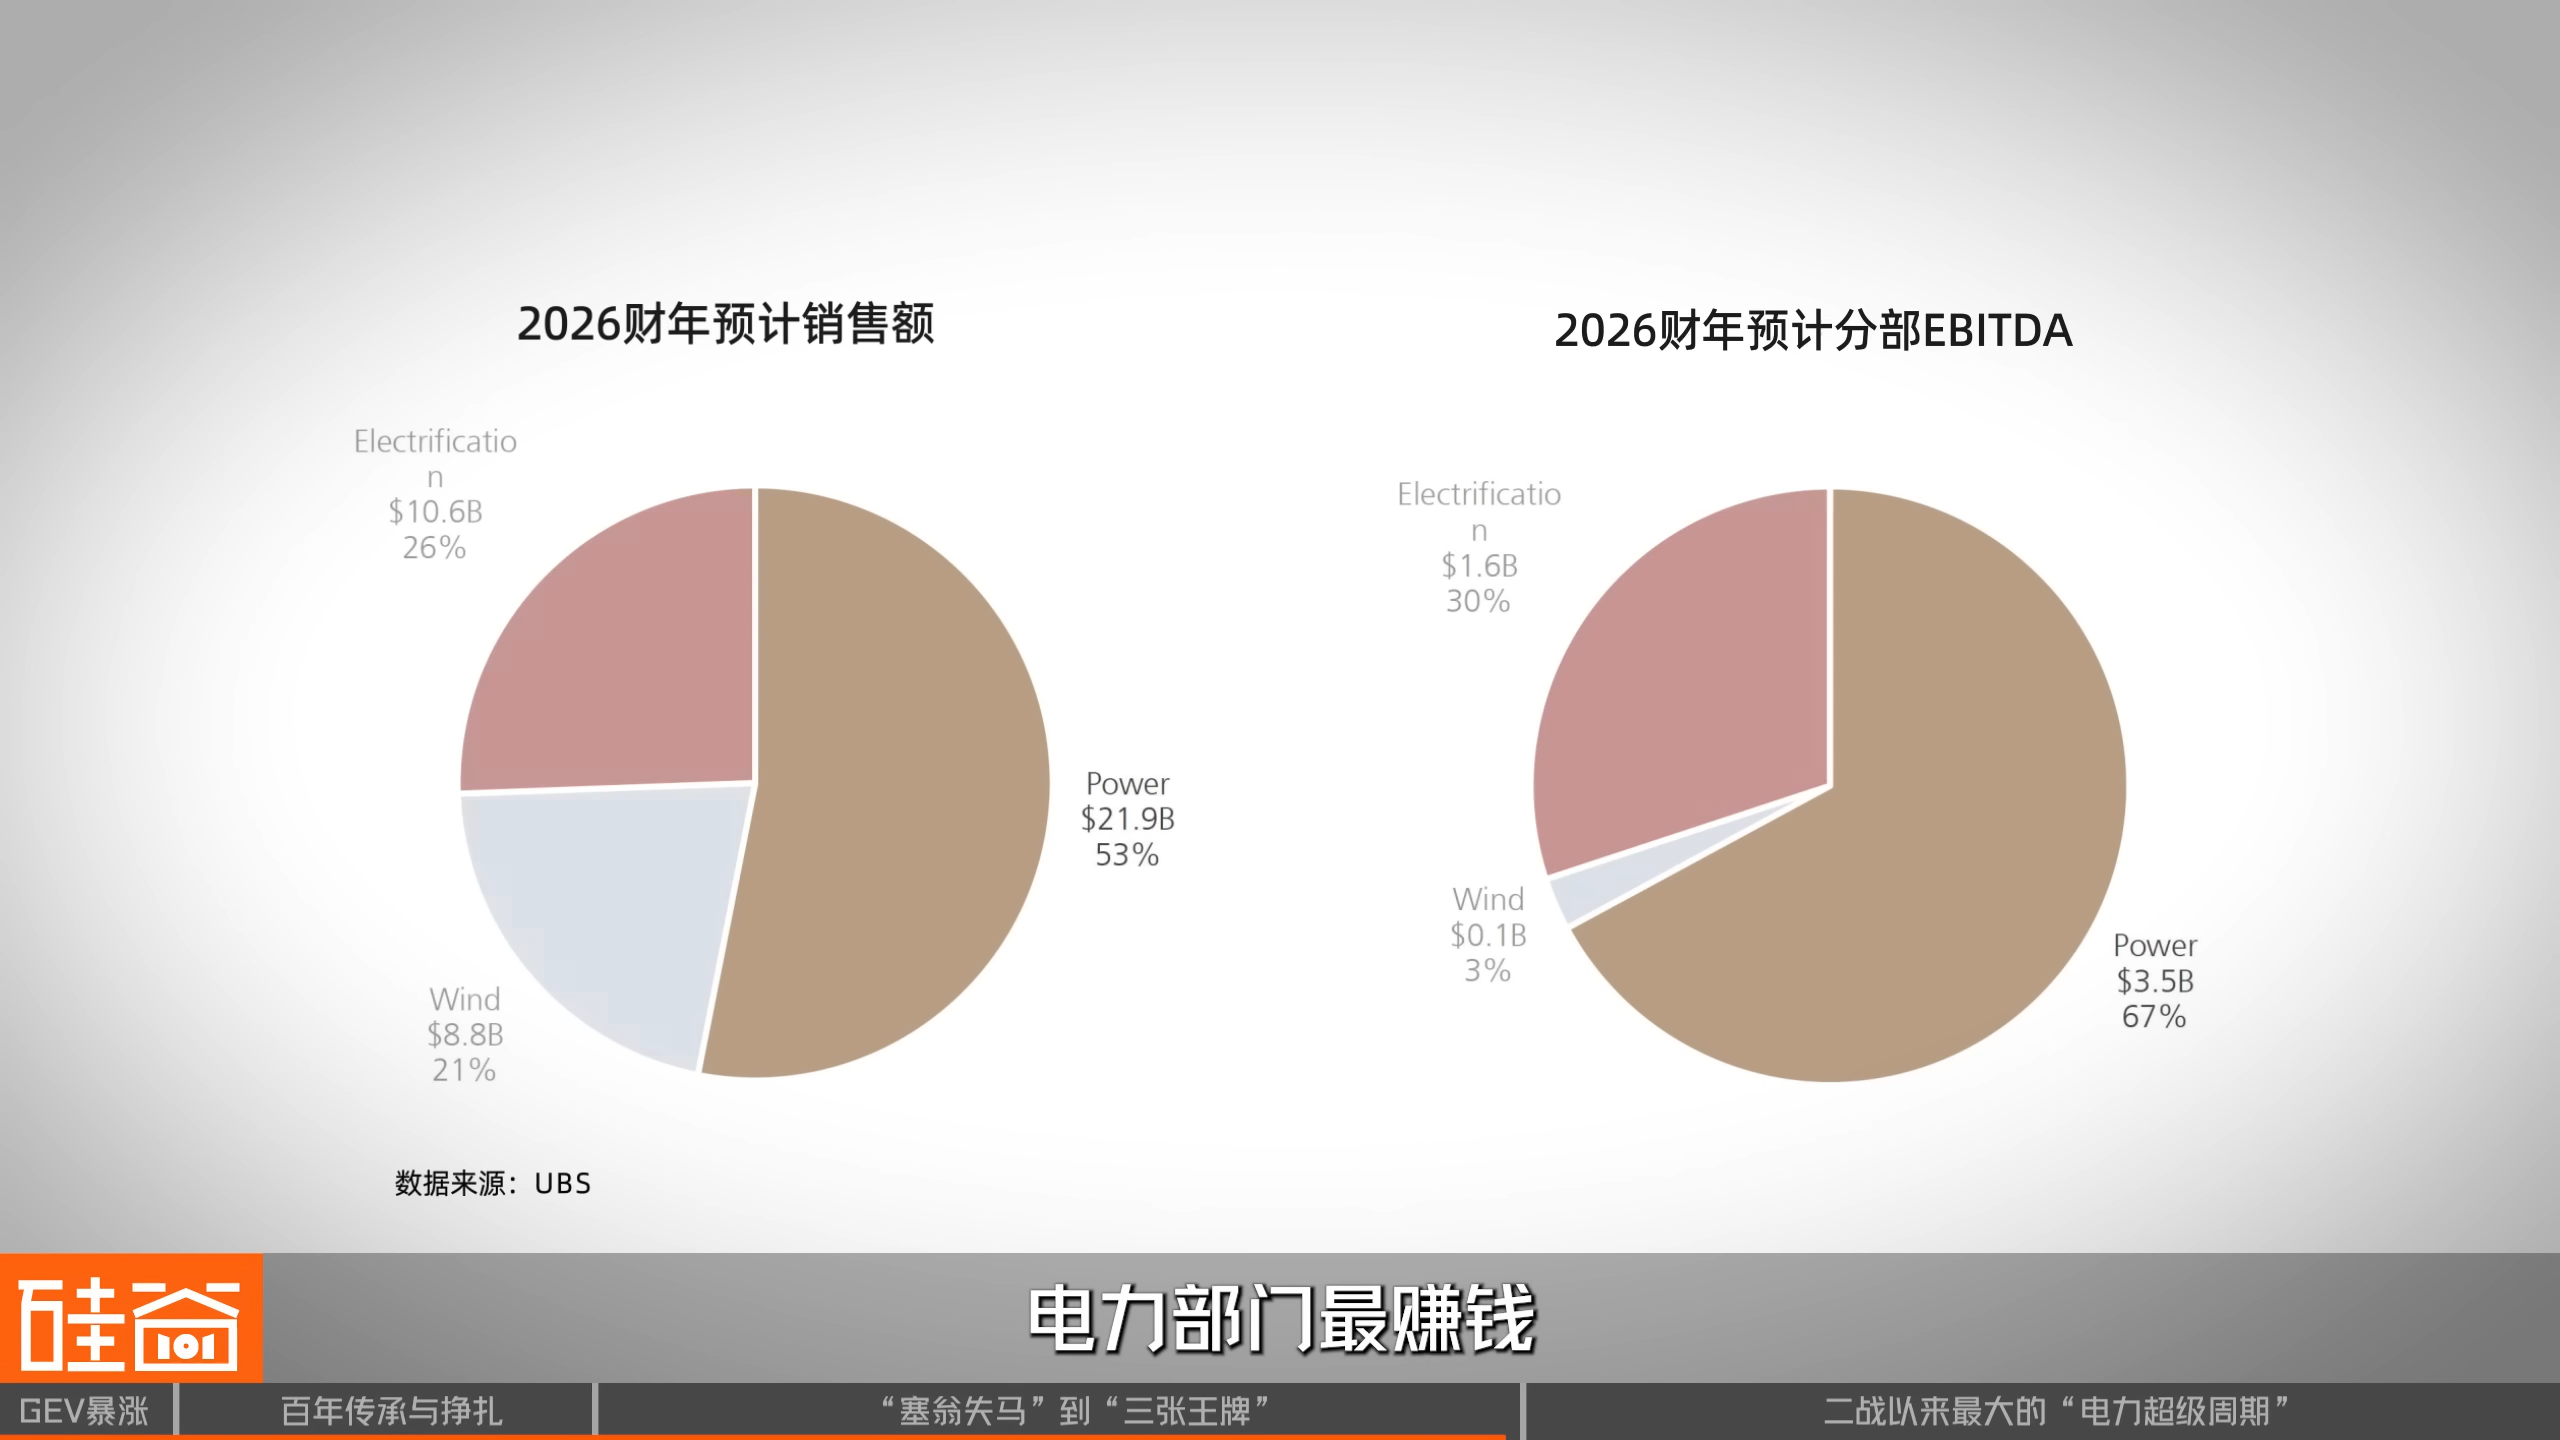 2026财年预计销售额
Electrificatio
n
$10.6B
26%
Power
$21.9B
53%
Wind
$8.8B
21%
2026财年预计分部EBITDA
Electrificatio
n
$1.6B
30%
Wind
$0.1B
3%
Power
$3.5B
67%
数据来源：UBS
硅谷
101
电力部门最赚钱
GEV暴涨
百年传承与挣扎
“塞翁失马”到“三张王牌”
二战以来最大的“电力超级周期”